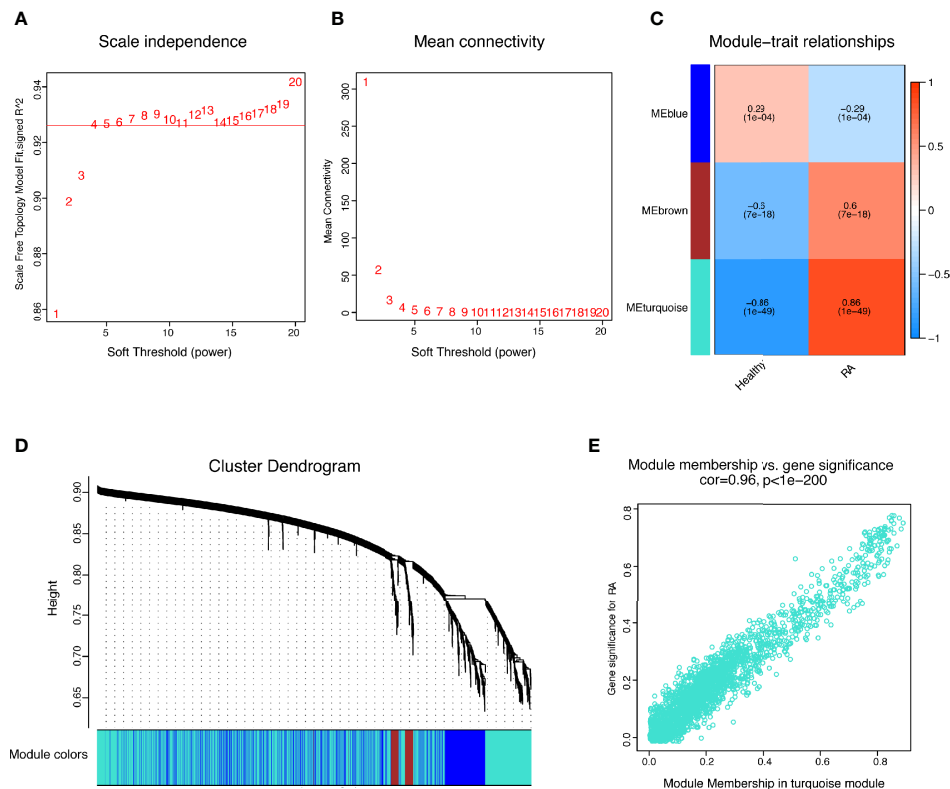 A
Scale independence
Scale Free Topology Model Fit.signed R^2
0.94
0.92
0.90
0.88
0.86
1
2
3
4 5 6 7 8 9 10 11 12 13 14 15 16 17 18 19 20
5 10 15 20
Soft Threshold (power)
B
Mean connectivity
Mean Connectivity
300
250
200
150
100
50
0
1
2
3
4 5 6 7 8 9 10 11 12 13 14 15 16 17 18 19 20
5 10 15 20
Soft Threshold (power)
C
Module−trait relationships
MEblue
0.29
(1e−04)
−0.29
(1e−04)
MEbrown
−0.6
(7e−18)
0.6
(7e−18)
MEturquoise
−0.86
(1e−49)
0.86
(1e−49)
Healthy
RA
1
0.5
0
−0.5
−1
D
Cluster Dendrogram
Height
0.90
0.85
0.80
0.75
0.70
0.65
Module colors
E
Module membership vs. gene significance
cor=0.96, p<1e−200
Gene significance for RA
0.8
0.6
0.4
0.2
0.0
0.0 0.2 0.4 0.6 0.8
Module Membership in turquoise module